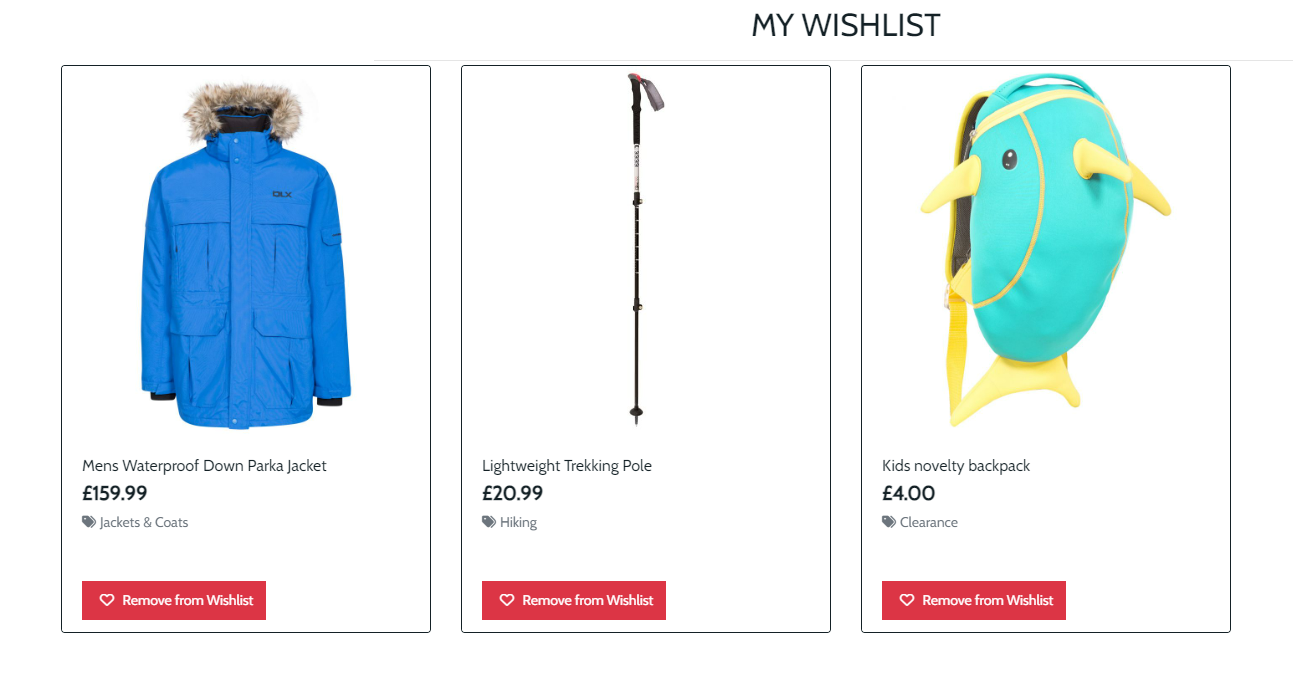 MY WISHLIST
DLX
Mens Waterproof Down Parka Jacket
£159.99
Jackets & Coats
Remove from Wishlist
Lightweight Trekking Pole
£20.99
Hiking
Remove from Wishlist
Kids novelty backpack
£4.00
Clearance
Remove from Wishlist